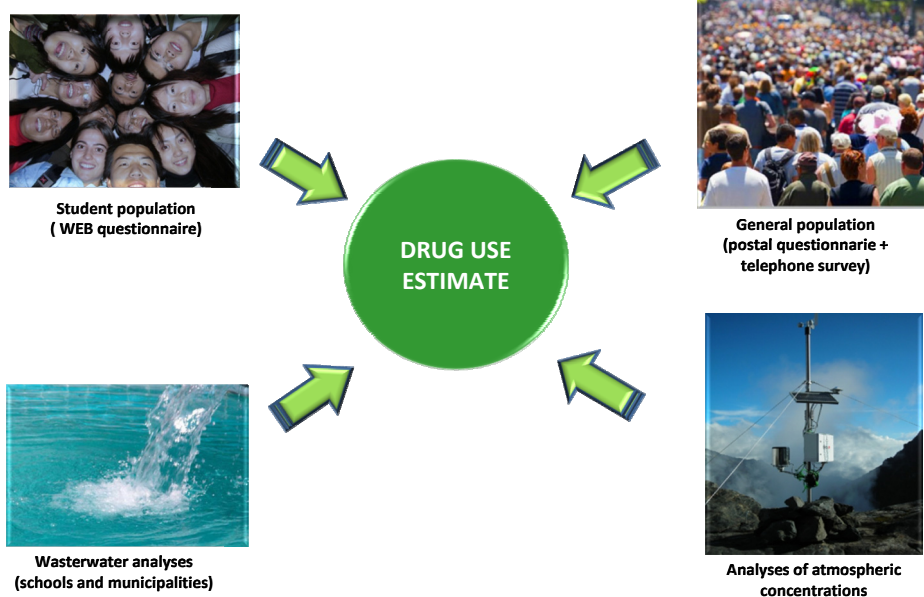 Student population
( WEB questionnaire)
General population
(postal questionnarie +
telephone survey)
DRUG USE
ESTIMATE
Wasterwater analyses
(schools and municipalities)
Analyses of atmospheric
concentrations